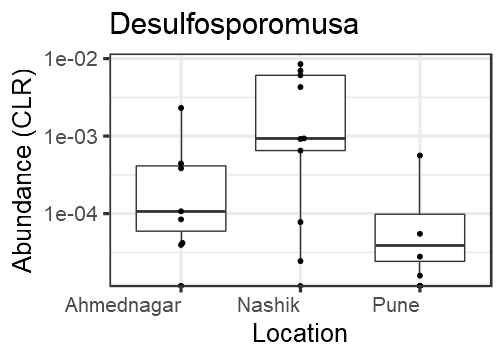 Desulfosporomusa
Abundance (CLR)
1e-02
1e-03
1e-04
Ahmednagar Nashik Pune
Location